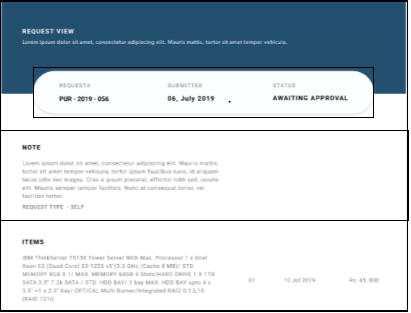 REQUEST VIEW
Lorem ipsum dolor sit amet, consectetur adipiscing elit. Mauris mattis, tortor sit amet tempor vehicula.
REQUEST# SUBMITTED STATUS
PUR - 2019 - 056 06, July 2019 AWAITING APPROVAL
NOTE
Lorem ipsum dolor sit amet, consectetur adipiscing elit. Mauris mattis,
tortor sit amet tempor vehicula, ipsum faucibus nunc, id aliquam
lacus odio nec magna. Cras a ipsum placerat, efficitur nibh sed, iaculis
elit. Mauris semper tempor facilisis. Nunc at consequat tortor, vel
facilisis tortor.
REQUEST TYPE - SELF
ITEMS
IBM ThinkServer TS150 Tower Server With Mac. Processor 1 x Intel
Xeon E3 (Quad Core) E3-1225 v5 (3.3 GHz /Cache 8 MB)/ STD
MEMORY 8GB X 1/ MAX. MEMORY 64GB 4 Slots/HARD DRIVE 1 X 1TB
SATA 3.5" 7.2k SATA / STD. HDD BAY/ 3 bay MAX. HDD BAY upto 4 x
3.5" +1 x 2.5" bay/ OPTICAL Multi Burner/Integrated RAID 0,1,5,10
(RAID 121i)
01 10 Jul 2019 Rs. 45, 800